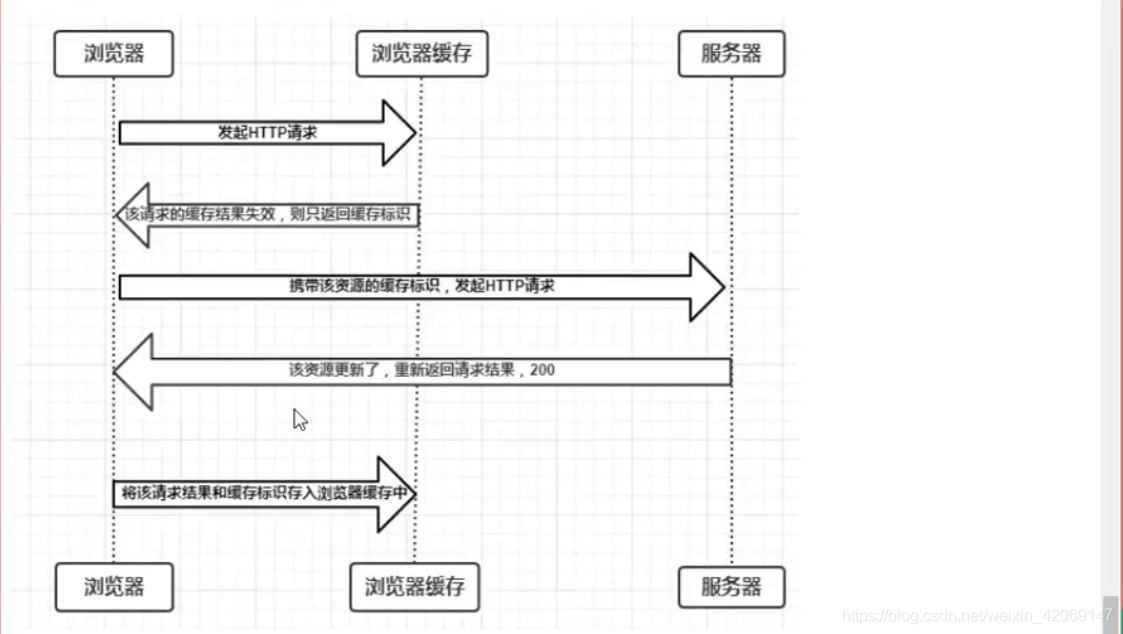 浏览器 浏览器缓存 服务器
发起HTTP请求
该请求的缓存结果失效，则只返回缓存标识
携带该资源的缓存标识，发起HTTP请求
该资源更新了，重新返回请求结果，200
将该请求结果和缓存标识存入浏览器缓存中
浏览器 浏览器缓存 服务器
https://blog.csdn.net/weixin_42069147